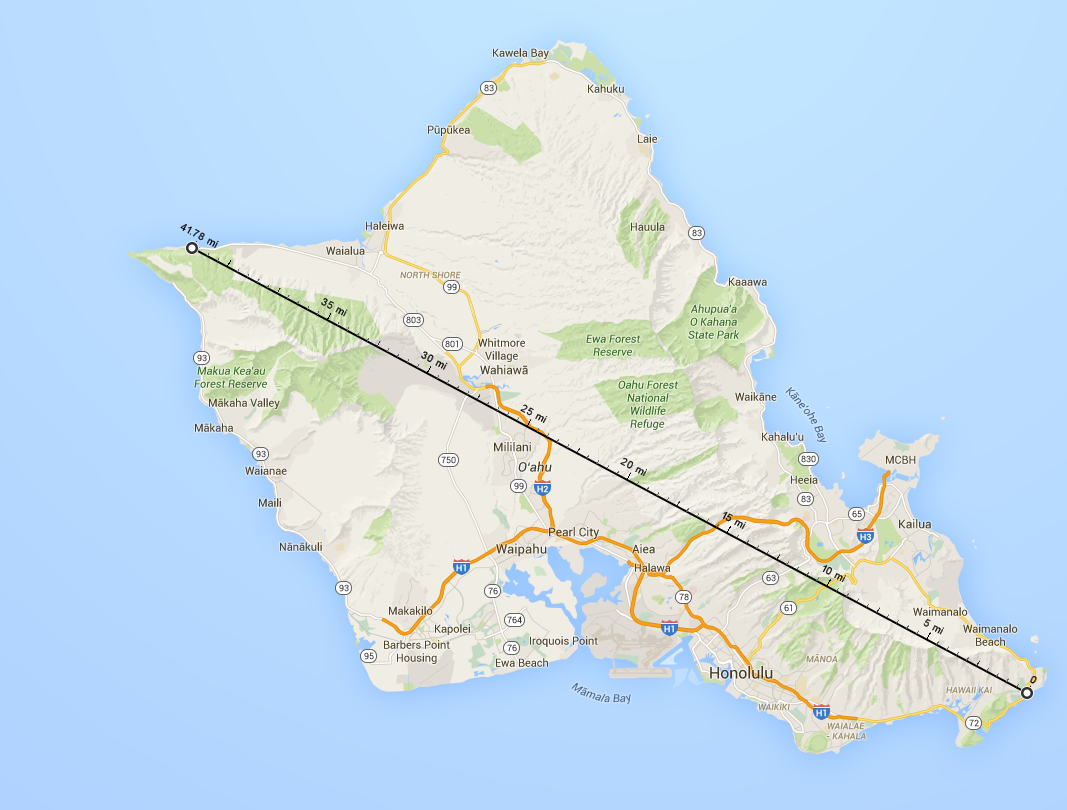 Kawela Bay
83
Kahuku
Pūpūkea
Laie
41.78 mi
Haleiwa
Hauula
83
Waialua
NORTH SHORE
Kaaawa
99
35 mi
Ahupua'a
O Kahana
State Park
803
801
Whitmore
Village
Wahiawā
Ewa Forest
Reserve
93
30 mi
Makua Kea'au
Forest Reserve
Oahu Forest
National
Wildlife
Refuge
Mākaha Valley
Waikāne
Kāne'ohe Bay
25 mi
Mākaha
Kahalu'u
Mililani
93
750
O'ahu
20 mi
830
MCBH
Waianae
Heeia
99
H2
83
Maili
65
15 mi
Kailua
Pearl City
H3
Nānākuli
Waipahu
Aiea
Halawa
H1
10 mi
63
93
76
78
61
Makakilo
764
Waimanalo
5 mi
Kapolei
H1
Waimanalo
Beach
Barbers Point
Housing
Iroquois Point
95
76
Ewa Beach
MĀNOA
Honolulu
0
HAWAII KAI
Māmala Bay
WAIKIKI
H1
72
WAIALAE
- KAHALA